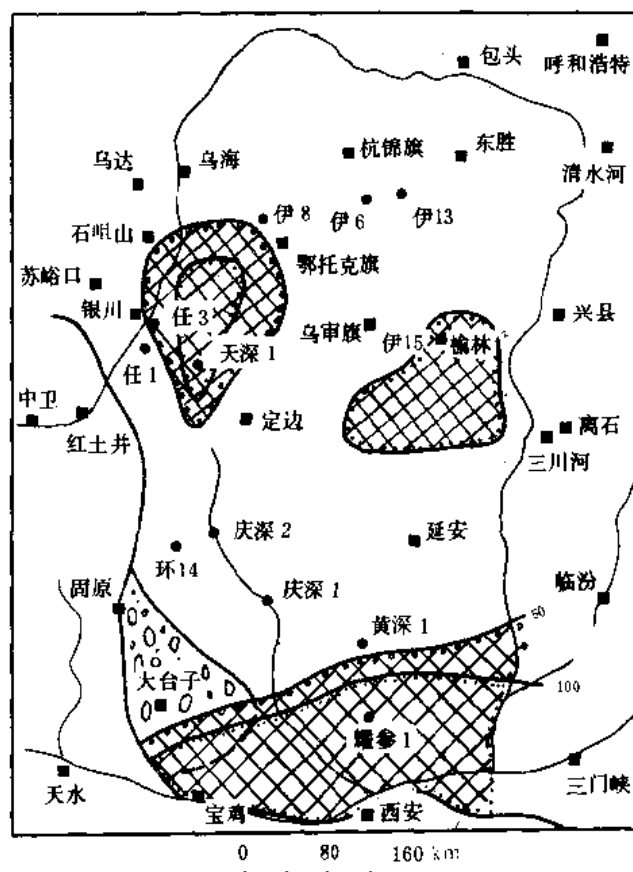 包头
呼和浩特
乌达
乌海
杭锦旗
东胜
清水河
伊8
伊6
伊13
石咀山
鄂托克旗
苏峪口
银川
任3
乌审旗
伊15
榆林
兴县
任1
天深1
中卫
红土井
定边
离石
三川河
庆深2
延安
环14
固原
庆深1
临汾
黄深1
50
大台子
100
耀参1
天水
宝鸡
西安
三门峡
0 80 160 km